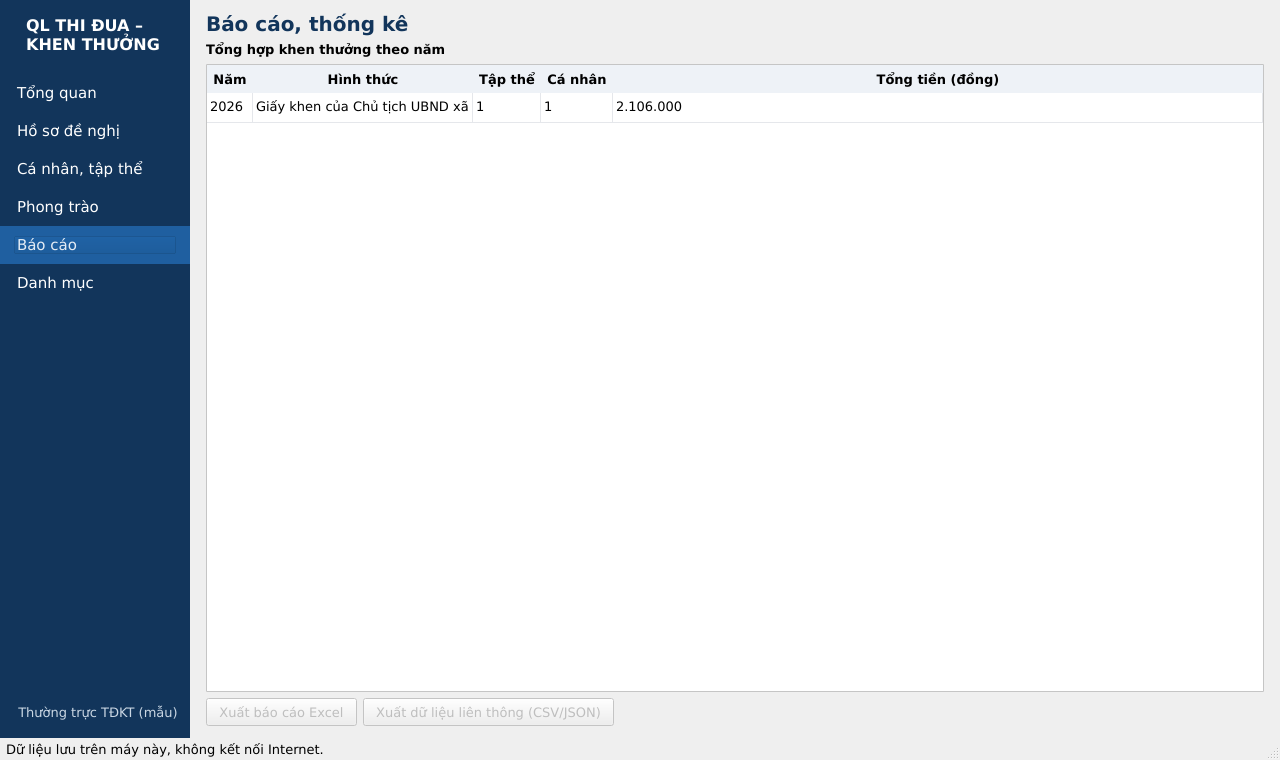 QL THI ĐUA –
KHEN THƯỞNG
Tổng quan
Hồ sơ đề nghị
Cá nhân, tập thể
Phong trào
Báo cáo
Danh mục
Thường trực TĐKT (mẫu)
Báo cáo, thống kê
Tổng hợp khen thưởng theo năm
Năm Hình thức Tập thể Cá nhân Tổng tiền (đồng)
2026 Giấy khen của Chủ tịch UBND xã 1 1 2.106.000
Xuất báo cáo Excel Xuất dữ liệu liên thông (CSV/JSON)
Dữ liệu lưu trên máy này, không kết nối Internet.